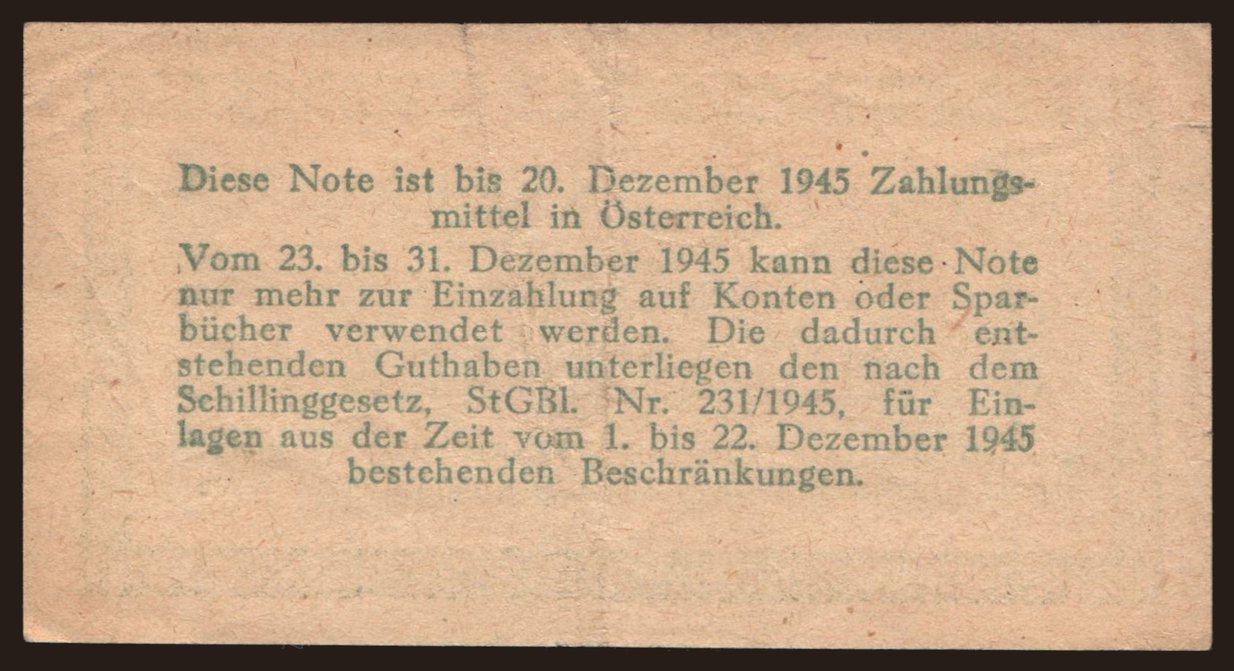 Diese Note ist bis 20. Dezember 1945 Zahlungs-
mittel in Österreich.
Vom 23. bis 31. Dezember 1945 kann diese Note
nur mehr zur Einzahlung auf Konten oder Spar-
bücher verwendet werden. Die dadurch ent-
stehenden Guthaben unterliegen den nach dem
Schillinggesetz, StGBl. Nr. 231/1945, für Ein-
lagen aus der Zeit vom 1. bis 22. Dezember 1945
bestehenden Beschränkungen.